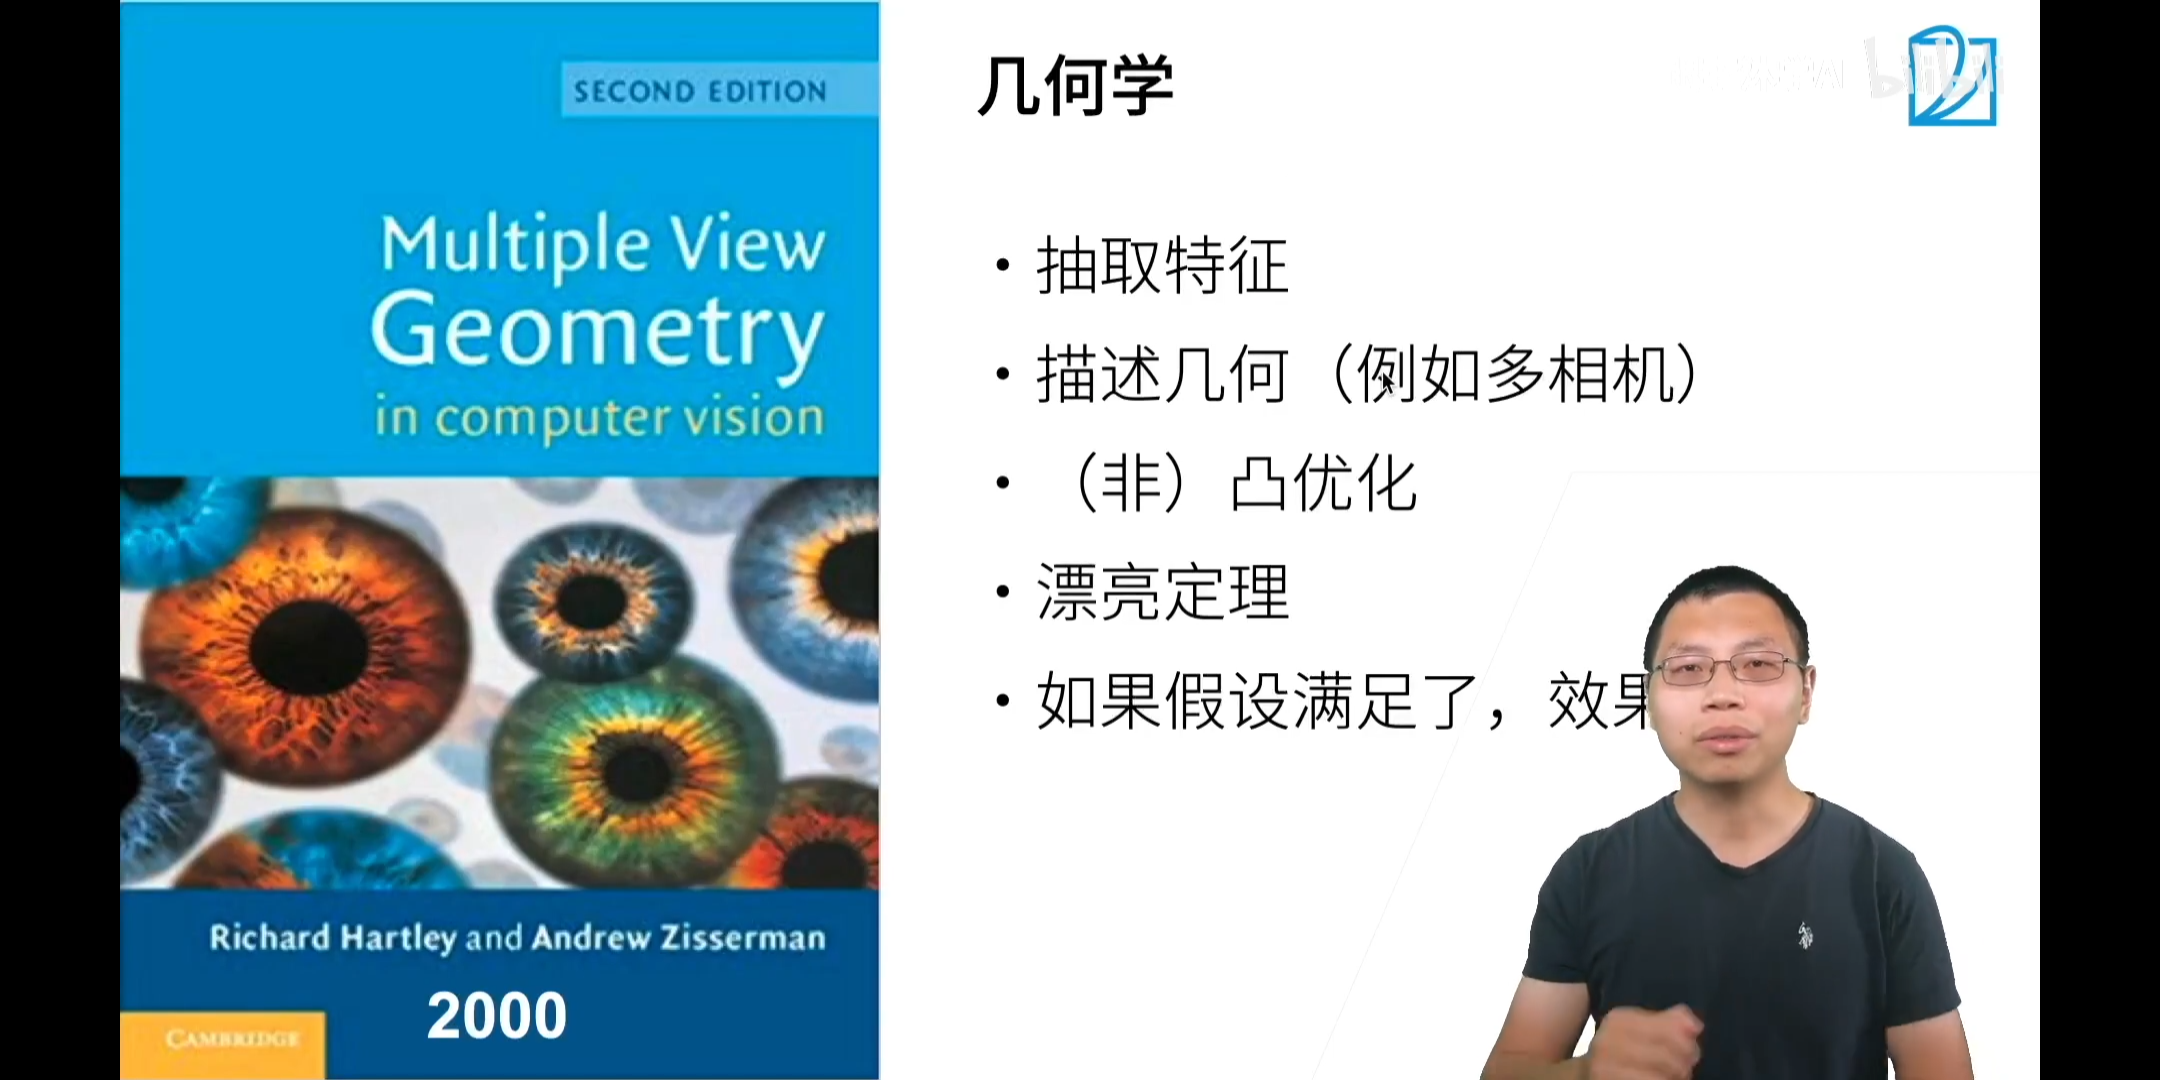 SECOND EDITION
Multiple View
Geometry
in computer vision
Richard Hartley and Andrew Zisserman
2000
CAMBRIDGE
几何学
bilibili
• 抽取特征
• 描述几何（例如多相机）
• （非）凸优化
• 漂亮定理
• 如果假设满足了，效果